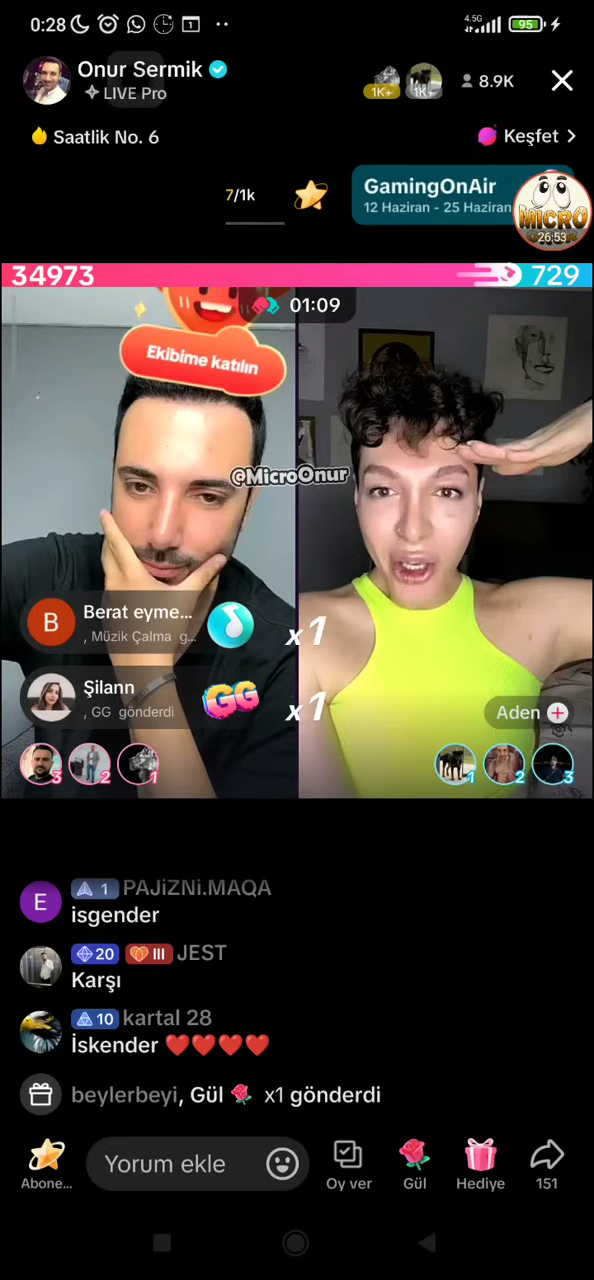 0:28
4.5G
95
Onur Sermik
LIVE Pro
1K+
1K+
8.9K
Saatlik No. 6
Keşfet
7/1k
GamingOnAir
12 Haziran - 25 Haziran
MICRO
26:53
34973
729
01:09
Ekibime katılın
@MicroOnur
B
Berat eyme...
, Müzik Çalma g...
x1
Şilann
, GG gönderdi
GG
x1
Aden
3
2
1
1
2
3
E
1 PAJİZNİ.MAQA
isgender
20 III JEST
Karşı
10 kartal 28
İskender ❤️❤️❤️❤️
beylerbeyi, Gül 🌹 x1 gönderdi
Abone...
Yorum ekle
Oy ver
Gül
Hediye
151